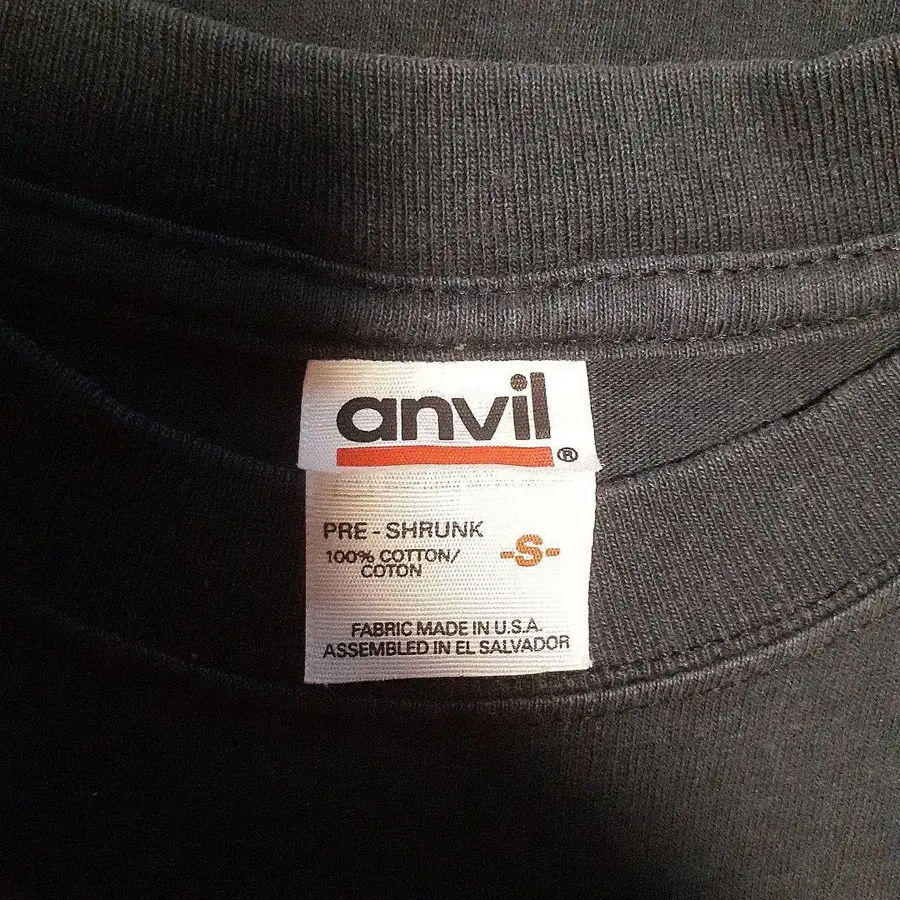 anvil®
PRE-SHRUNK
100% COTTON/
COTON
-S-
FABRIC MADE IN U.S.A.
ASSEMBLED IN EL SALVADOR